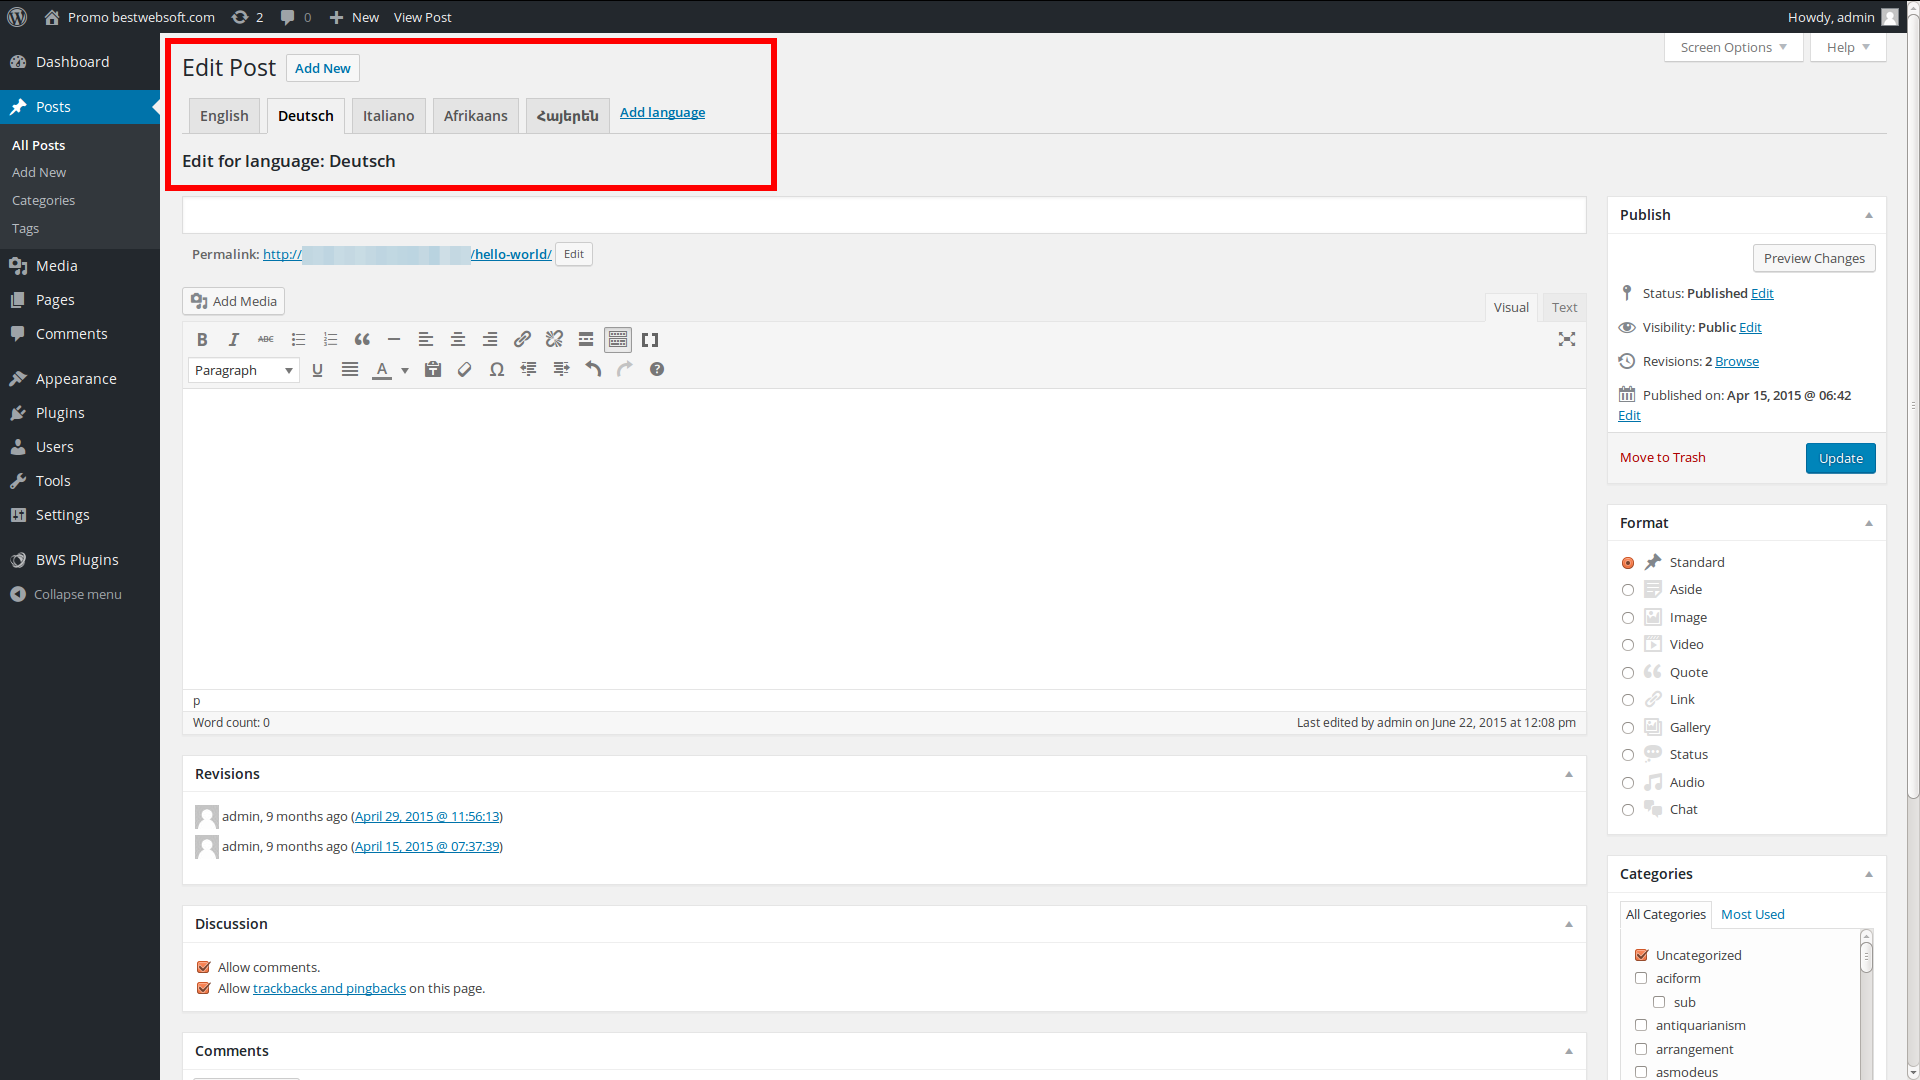 Promo bestwebsoft.com 2 0 New View Post Howdy, admin
Screen Options Help
Dashboard
Posts
All Posts
Add New
Categories
Tags
Media
Pages
Comments
Appearance
Plugins
Users
Tools
Settings
BWS Plugins
Collapse menu
Edit Post Add New
English Deutsch Italiano Afrikaans Հայերեն Add language
Edit for language: Deutsch
Permalink: http:// /hello-world/ Edit
Add Media
Visual Text
B I ABC
Paragraph U A Ω
p
Word count: 0 Last edited by admin on June 22, 2015 at 12:08 pm
Revisions
admin, 9 months ago (April 29, 2015 @ 11:56:13)
admin, 9 months ago (April 15, 2015 @ 07:37:39)
Discussion
Allow comments.
Allow trackbacks and pingbacks on this page.
Comments
Publish
Preview Changes
Status: Published Edit
Visibility: Public Edit
Revisions: 2 Browse
Published on: Apr 15, 2015 @ 06:42
Edit
Move to Trash Update
Format
Standard
Aside
Image
Video
Quote
Link
Gallery
Status
Audio
Chat
Categories
All Categories Most Used
Uncategorized
aciform
sub
antiquarianism
arrangement
asmodeus